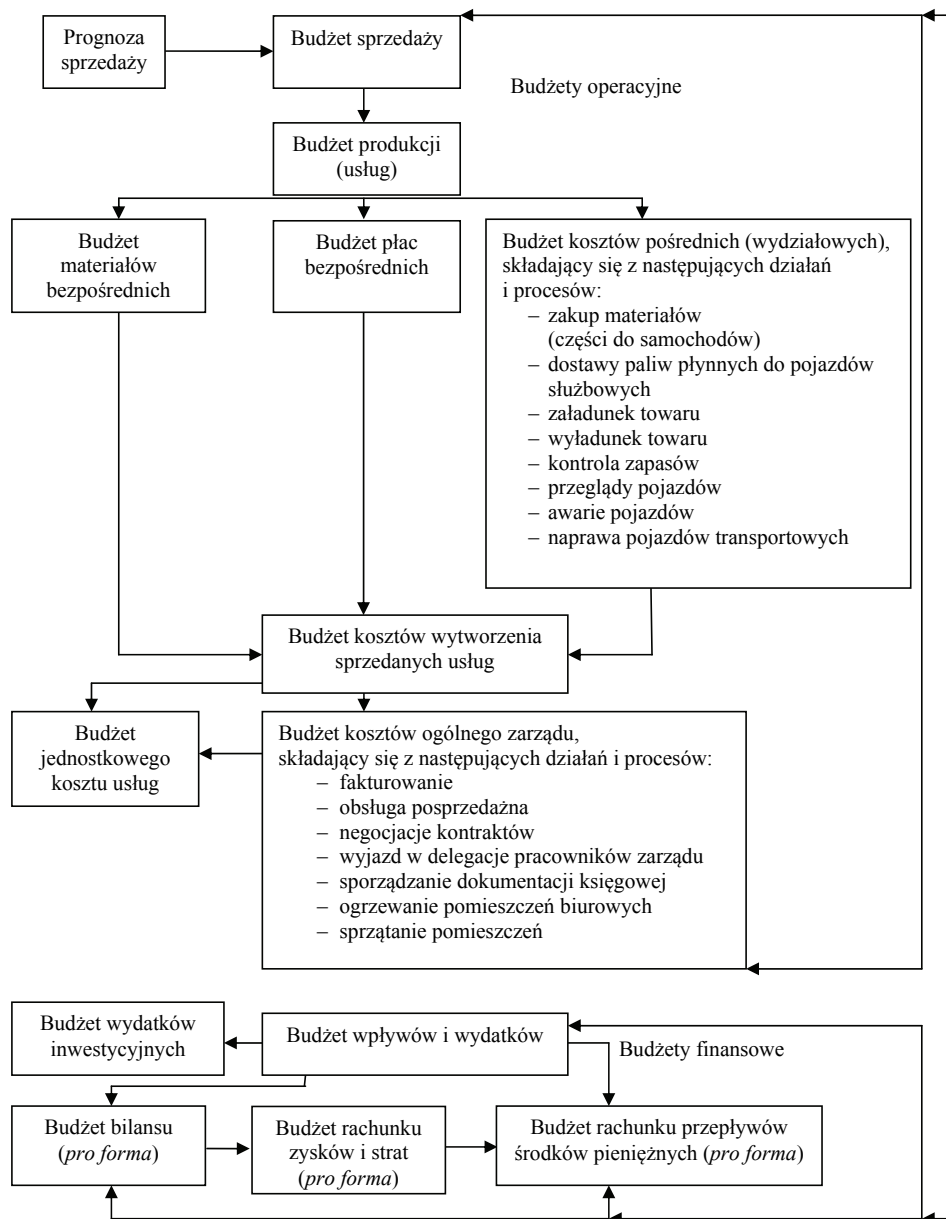 Prognoza
sprzedaży
Budżet sprzedaży
Budżety operacyjne
Budżet produkcji
(usług)
Budżet
materiałów
bezpośrednich
Budżet płac
bezpośrednich
Budżet kosztów pośrednich (wydziałowych),
składający się z następujących działań
i procesów:
– zakup materiałów
(części do samochodów)
– dostawy paliw płynnych do pojazdów
służbowych
– załadunek towaru
– wyładunek towaru
– kontrola zapasów
– przeglądy pojazdów
– awarie pojazdów
– naprawa pojazdów transportowych
Budżet kosztów wytworzenia
sprzedanych usług
Budżet
jednostkowego
kosztu usług
Budżet kosztów ogólnego zarządu,
składający się z następujących działań i procesów:
– fakturowanie
– obsługa posprzedażna
– negocjacje kontraktów
– wyjazd w delegacje pracowników zarządu
– sporządzanie dokumentacji księgowej
– ogrzewanie pomieszczeń biurowych
– sprzątanie pomieszczeń
Budżet wydatków
inwestycyjnych
Budżet wpływów i wydatków
Budżety finansowe
Budżet bilansu
(pro forma)
Budżet rachunku
zysków i strat
(pro forma)
Budżet rachunku przepływów
środków pieniężnych (pro forma)